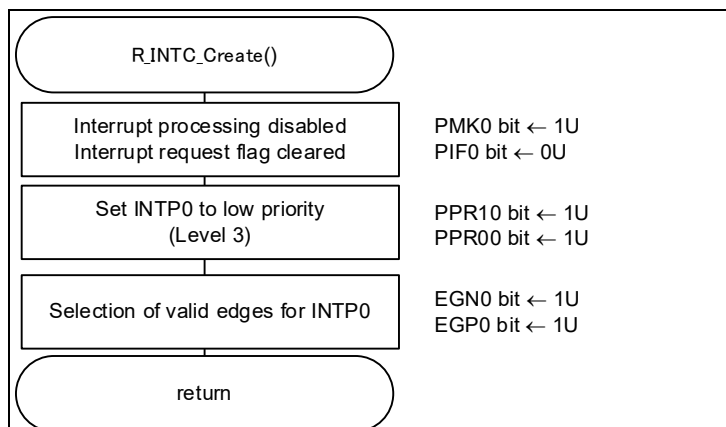 R_INTC_Create()
Interrupt processing disabled
Interrupt request flag cleared
PMK0 bit ← 1U
PIF0 bit ← 0U
Set INTP0 to low priority
(Level 3)
PPR10 bit ← 1U
PPR00 bit ← 1U
Selection of valid edges for INTP0
EGN0 bit ← 1U
EGP0 bit ← 1U
return